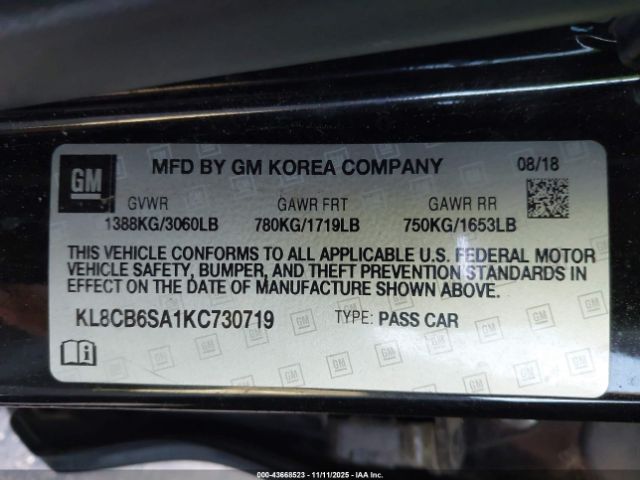 GM MFD BY GM KOREA COMPANY 08/18
GVWR GAWR FRT GAWR RR
1388KG/3060LB 780KG/1719LB 750KG/1653LB
THIS VEHICLE CONFORMS TO ALL APPLICABLE U.S. FEDERAL MOTOR
VEHICLE SAFETY, BUMPER, AND THEFT PREVENTION STANDARDS IN
EFFECT ON THE DATE OF MANUFACTURE SHOWN ABOVE.
KL8CB6SA1KC730719 TYPE: PASS CAR
© - 43668523 - 11/11/2025 - IAA Inc.